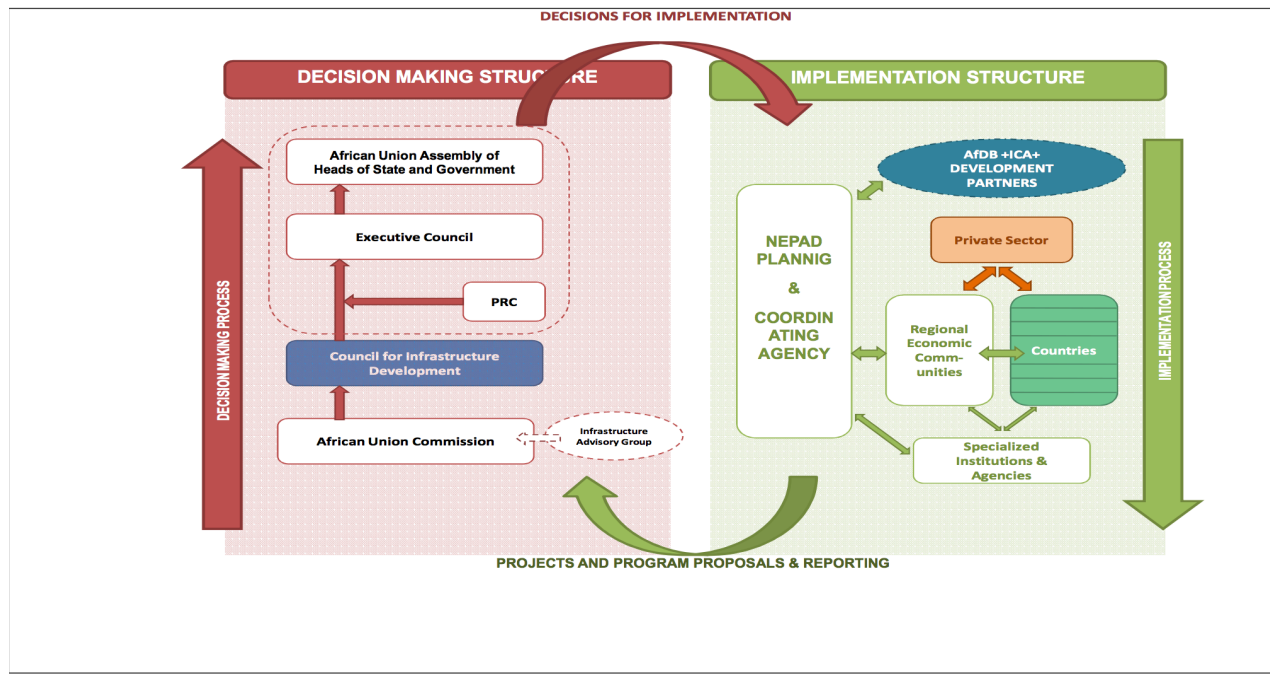 DECISIONS FOR IMPLEMENTATION
DECISION MAKING STRUCTURE
IMPLEMENTATION STRUCTURE
DECISION MAKING PROCESS
African Union Assembly of
Heads of State and Government
Executive Council
PRC
Council for Infrastructure
Development
African Union Commission
Infrastructure
Advisory Group
AfDB +ICA+
DEVELOPMENT
PARTNERS
NEPAD
PLANNIG
&
COORDIN
ATING
AGENCY
Private Sector
Regional
Economic
Comm-
unities
Countries
Specialized
Institutions &
Agencies
IMPLEMENTATIONPROCESS
PROJECTS AND PROGRAM PROPOSALS & REPORTING